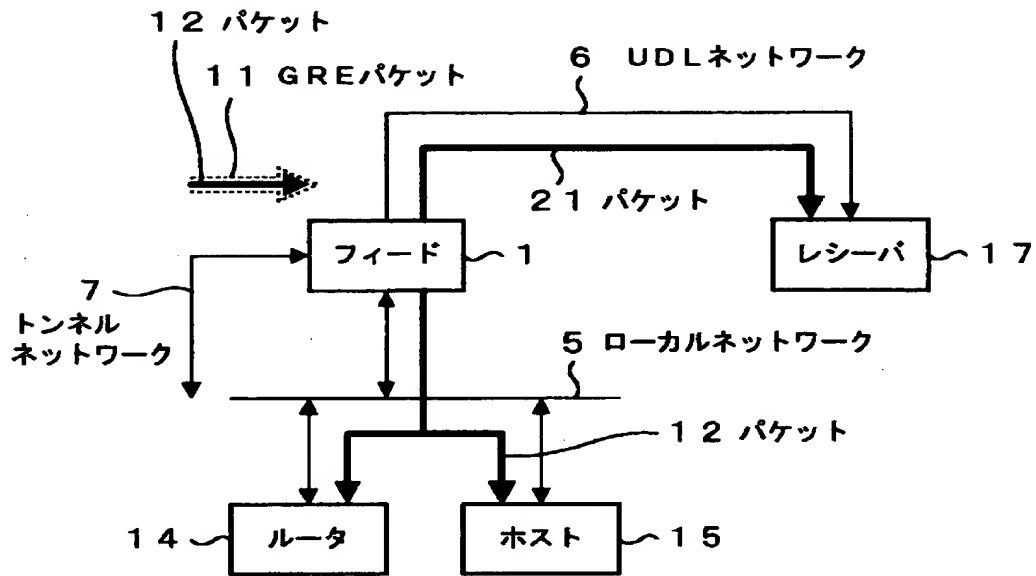 １２ パケット
１１ ＧＲＥパケット
６ ＵＤＬネットワーク
２１ パケット
フィード
１
レシーバ
１７
７
トンネル
ネットワーク
５ ローカルネットワーク
１２ パケット
１４
ルータ
ホスト
１５